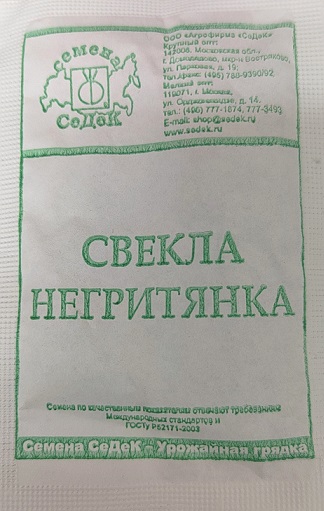 Семена
СеДеК
ООО «Агрофирма «СеДеК»
Крупный опт:
142006, Московская обл.,
г. Домодедово, мкр-н Востряково,
ул. Парковая, д. 19;
тел./факс: (495) 788-9390/92
Мелкий опт:
119071, г. Москва,
ул. Орджоникидзе, д. 14,
тел.: (495) 777-1874, 777-3493
E-mail: shop@sedek.ru
www.sedek.ru
СВЕКЛА
НЕГРИТЯНКА
Семена по качественным показателям отвечают требованиям
Международных стандартов и
ГОСТу Р52171-2003
Семена СеДеК - Урожайная грядка